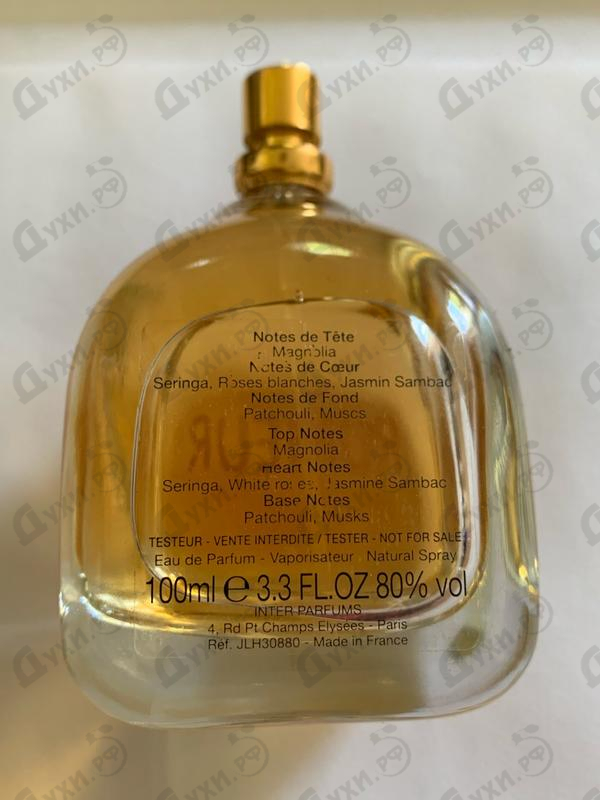 Notes de Tête
Magnolia
Notes de Cœur
Seringa, Roses blanches, Jasmin Sambac
Notes de Fond
Patchouli, Muscs
Top Notes
Magnolia
Heart Notes
Seringa, White roses, Jasmine Sambac
Base Notes
Patchouli, Musks
TESTEUR - VENTE INTERDITE / TESTER - NOT FOR SALE
Eau de Parfum - Vaporisateur Natural Spray
100ml e 3.3 FL.OZ 80% vol
INTER PARFUMS
4, Rd Pt Champs Elysées - Paris
Réf. JLH30880 - Made in France
Духи.рф